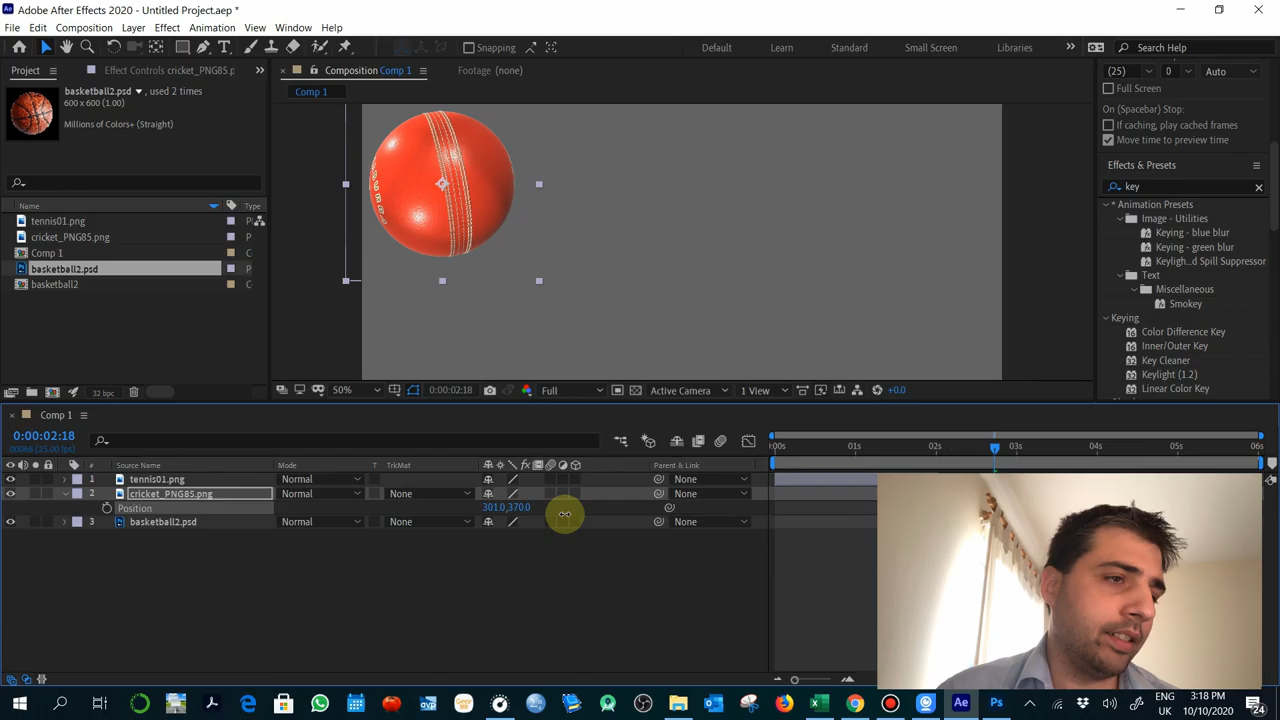 Adobe After Effects 2020 - Untitled Project.aep *
File Edit Composition Layer Effect Animation View Window Help
Snapping
Default Learn Standard Small Screen Libraries
Search Help
Project
Effect Controls cricket_PNG85.p
Composition Comp 1
Footage (none)
(25) 0 Auto
Full Screen
basketball2.psd , used 2 times
600 x 600 (1.00)
Millions of Colors+ (Straight)
Comp 1
On (Spacebar) Stop:
If caching, play cached frames
Move time to preview time
Effects & Presets
key
Name Type
tennis01.png P
cricket_PNG85.png P
Comp 1 C
basketball2.psd P
basketball2 C
* Animation Presets
Image - Utilities
Keying - blue blur
Keying - green blur
Keyligh...d Spill Suppressor
Text
Miscellaneous
Smokey
Keying
Color Difference Key
Inner/Outer Key
Key Cleaner
Keylight (1.2)
Linear Color Key
32 bpc
50% 0:00:02:18 Full Active Camera 1 View +0.0
Comp 1
0:00:02:18
00068 (25.00 fps)
:00s 01s 02s 03s 04s 05s 06s
# Source Name Mode T TrkMat Parent & Link
1 tennis01.png Normal None
2 cricket_PNG85.png Normal None None
Position 301.0,370.0
3 basketball2.psd Normal None None
ENG
UK
3:18 PM
10/10/2020
24